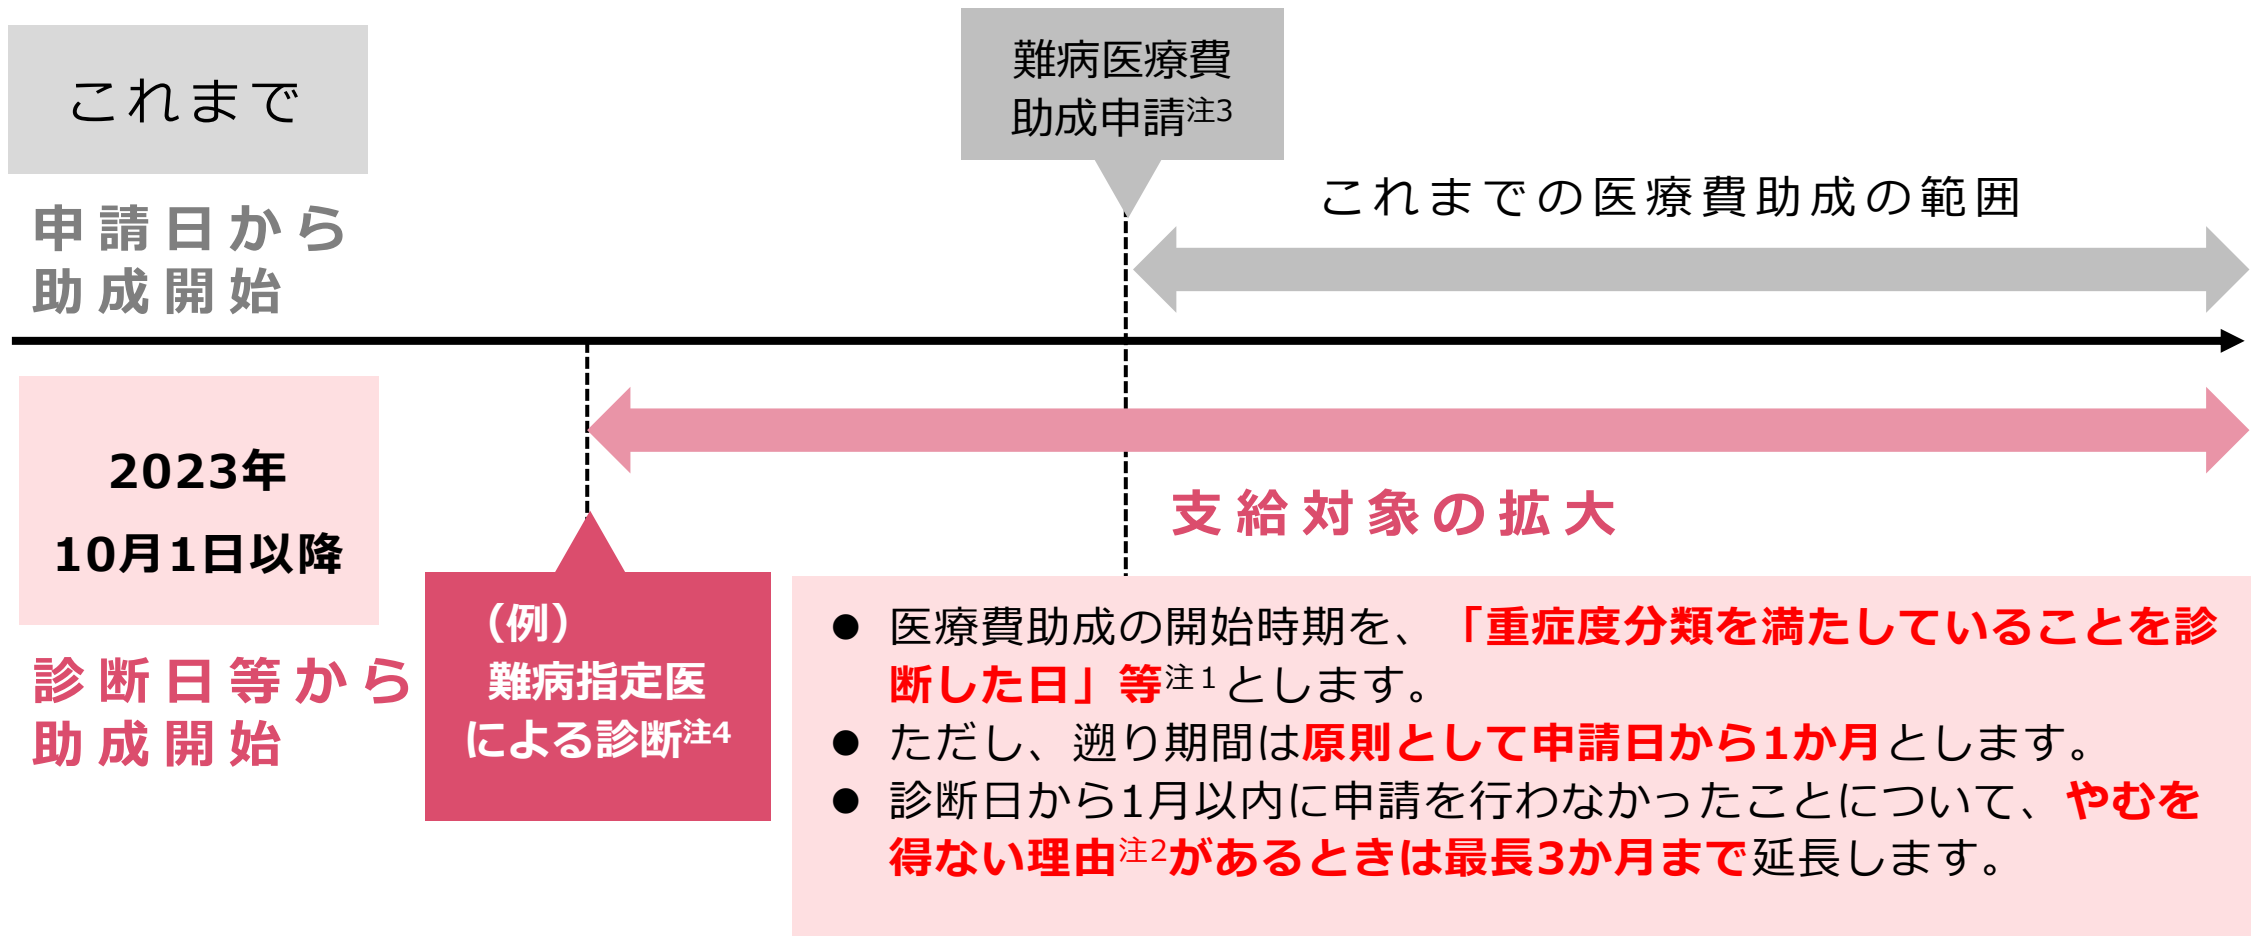 これまで
申請日から
助成開始
難病医療費
助成申請注3
これまでの医療費助成の範囲
2023年
10月1日以降
診断日等から
助成開始
（例）
難病指定医
による診断注4
支給対象の拡大
● 医療費助成の開始時期を、「重症度分類を満たしていることを診
断した日」等注１とします。
● ただし、遡り期間は原則として申請日から1か月とします。
● 診断日から1月以内に申請を行わなかったことについて、やむを
得ない理由注2があるときは最長3か月まで延長します。